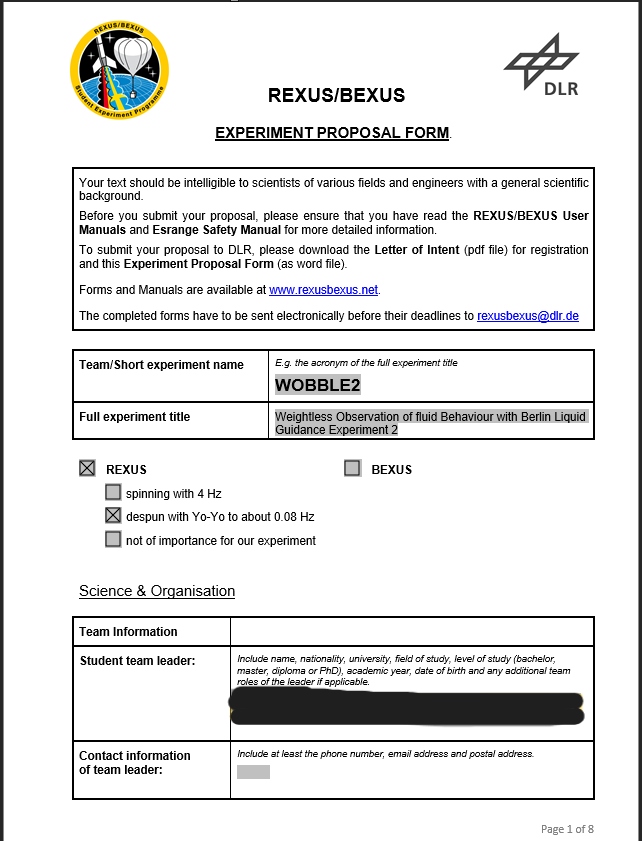 REXUS/BEXUS
Student Experiment Programme
DLR
REXUS/BEXUS
EXPERIMENT PROPOSAL FORM.
Your text should be intelligible to scientists of various fields and engineers with a general scientific
background.
Before you submit your proposal, please ensure that you have read the REXUS/BEXUS User
Manuals and Esrange Safety Manual for more detailed information.
To submit your proposal to DLR, please download the Letter of Intent (pdf file) for registration
and this Experiment Proposal Form (as word file).
Forms and Manuals are available at www.rexusbexus.net.
The completed forms have to be sent electronically before their deadlines to rexusbexus@dlr.de
Team/Short experiment name
E.g. the acronym of the full experiment title
WOBBLE2
Full experiment title
Weightless Observation of fluid Behaviour with Berlin Liquid
Guidance Experiment 2
REXUS
BEXUS
spinning with 4 Hz
despun with Yo-Yo to about 0.08 Hz
not of importance for our experiment
Science & Organisation
Team Information
Student team leader:
Include name, nationality, university, field of study, level of study (bachelor,
master, diploma or PhD), academic year, date of birth and any additional team
roles of the leader if applicable.
Contact information
of team leader:
Include at least the phone number, email address and postal address.
Page 1 of 8